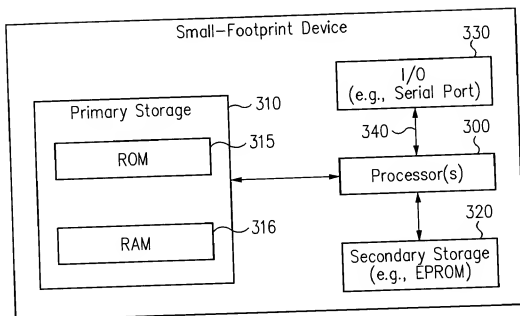 Small-Footprint Device
330
I/O
(e.g., Serial Port)
Primary Storage
310
340
300
ROM
315
Processor(s)
RAM
316
320
Secondary Storage
(e.g., EPROM)